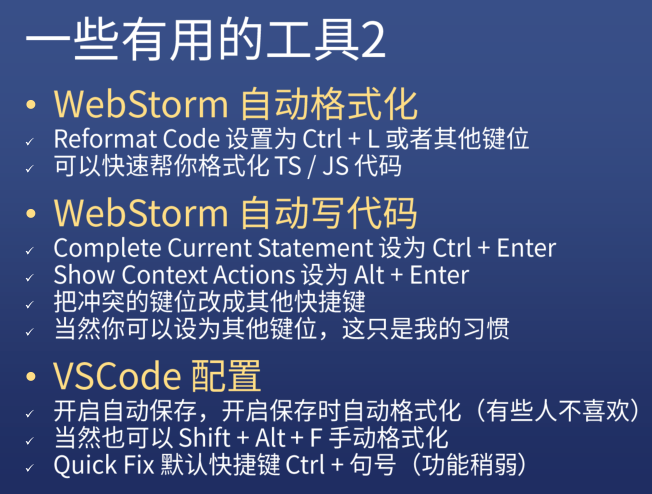 一些有用的工具2
• WebStorm 自动格式化
✓ Reformat Code 设置为 Ctrl + L 或者其他键位
✓ 可以快速帮你格式化 TS / JS 代码
• WebStorm 自动写代码
✓ Complete Current Statement 设为 Ctrl + Enter
✓ Show Context Actions 设为 Alt + Enter
✓ 把冲突的键位改成其他快捷键
✓ 当然你可以设为其他键位，这只是我的习惯
• VSCode 配置
✓ 开启自动保存，开启保存时自动格式化（有些人不喜欢）
✓ 当然也可以 Shift + Alt + F 手动格式化
✓ Quick Fix 默认快捷键 Ctrl + 句号（功能稍弱）